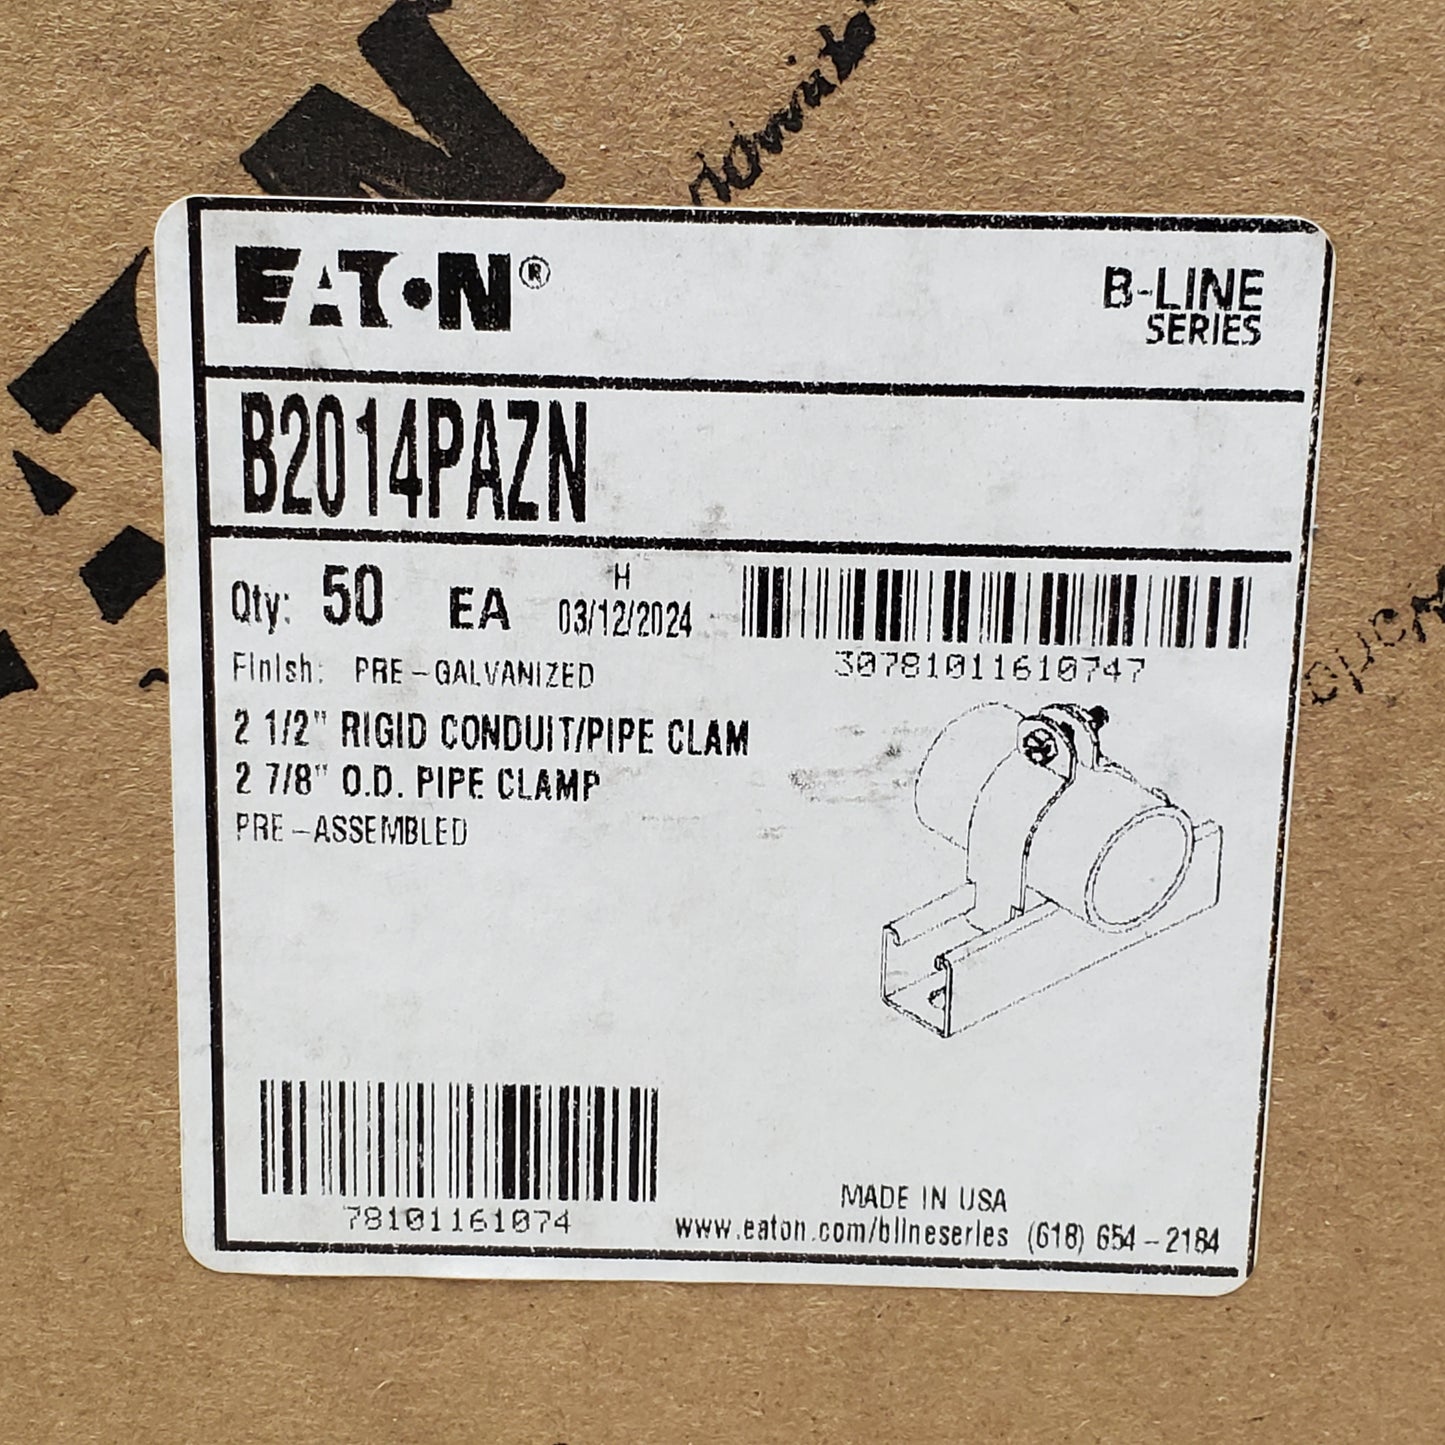 EATON®
B-LINE
SERIES
B2014PAZN
Qty: 50 EA
H
03/12/2024
30781011610747
Finish: PRE-GALVANIZED
2 1/2" RIGID CONDUIT/PIPE CLAM
2 7/8" O.D. PIPE CLAMP
PRE-ASSEMBLED
78101161074
MADE IN USA
www.eaton.com/blineseries (618) 654-2184